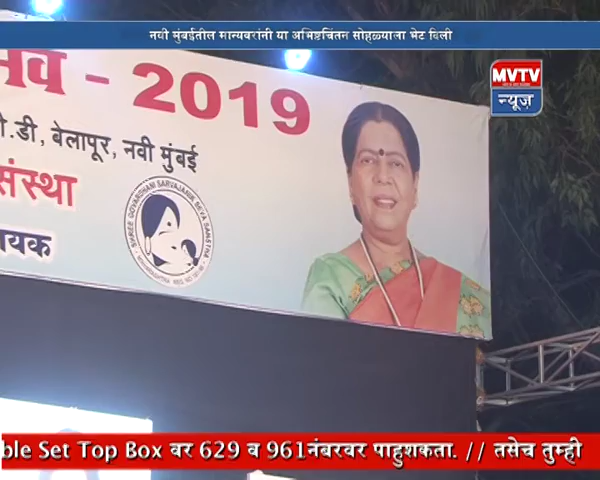 नवी मुंबईतील मान्यवरांनी या अभिष्टचिंतन सोहळ्याला भेट दिली
MVTV
न्यूज़
सव - 2019
ी.डी, बेलापूर, नवी मुंबई
संस्था
SHREE GOVARDHANI SARVAJANIK SEVA SANSTHA
यक
ble Set Top Box वर 629 व 961नंबरवर पाहुशकता. // तसेच तुम्ही